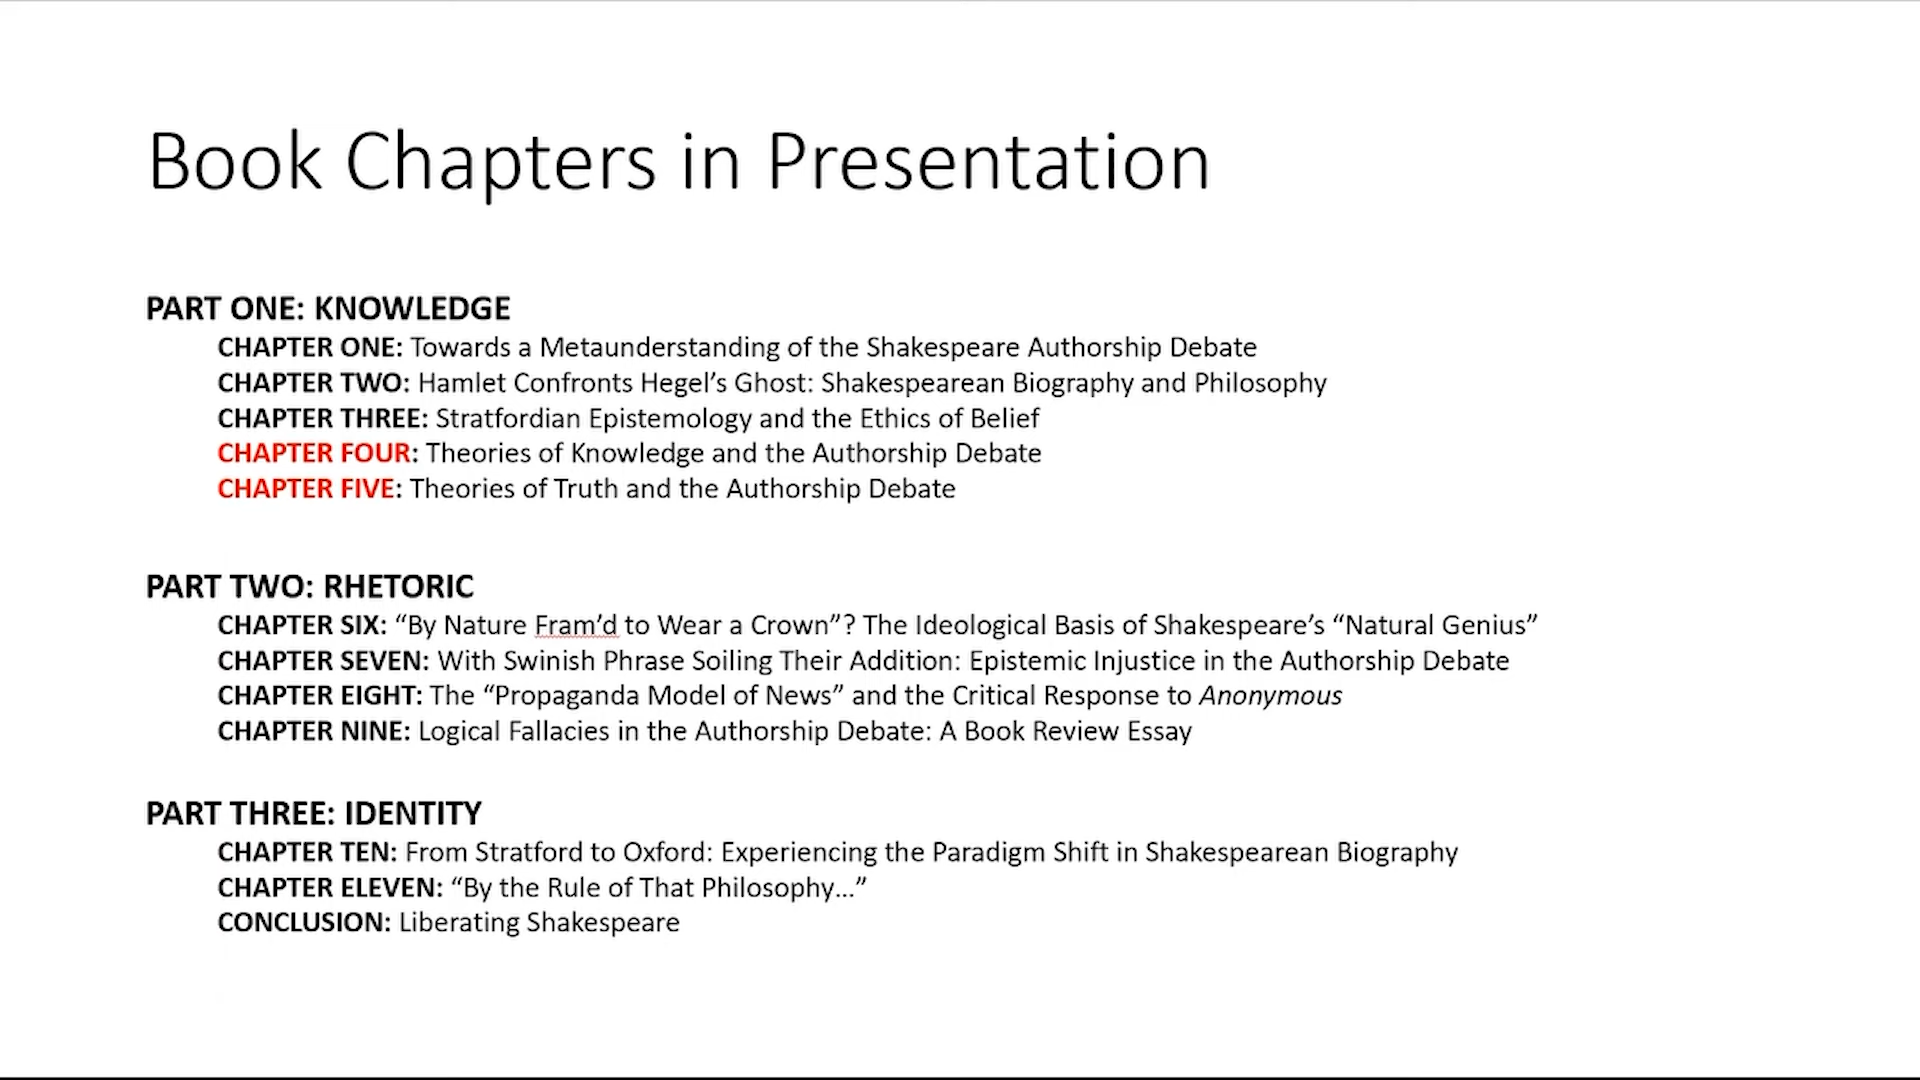 Book Chapters in Presentation
PART ONE: KNOWLEDGE
CHAPTER ONE: Towards a Metaunderstanding of the Shakespeare Authorship Debate
CHAPTER TWO: Hamlet Confronts Hegel’s Ghost: Shakespearean Biography and Philosophy
CHAPTER THREE: Stratfordian Epistemology and the Ethics of Belief
CHAPTER FOUR: Theories of Knowledge and the Authorship Debate
CHAPTER FIVE: Theories of Truth and the Authorship Debate
PART TWO: RHETORIC
CHAPTER SIX: “By Nature Fram’d to Wear a Crown”? The Ideological Basis of Shakespeare’s “Natural Genius”
CHAPTER SEVEN: With Swinish Phrase Soiling Their Addition: Epistemic Injustice in the Authorship Debate
CHAPTER EIGHT: The “Propaganda Model of News” and the Critical Response to Anonymous
CHAPTER NINE: Logical Fallacies in the Authorship Debate: A Book Review Essay
PART THREE: IDENTITY
CHAPTER TEN: From Stratford to Oxford: Experiencing the Paradigm Shift in Shakespearean Biography
CHAPTER ELEVEN: “By the Rule of That Philosophy…”
CONCLUSION: Liberating Shakespeare